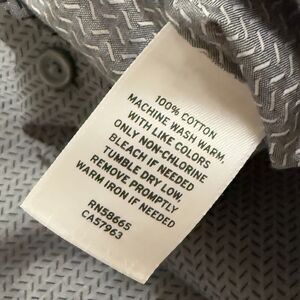 100% COTTON
MACHINE WASH WARM,
WITH LIKE COLORS
ONLY NON-CHLORINE
BLEACH IF NEEDED
TUMBLE DRY LOW,
REMOVE PROMPTLY
WARM IRON IF NEEDED
RN58665
CA57963